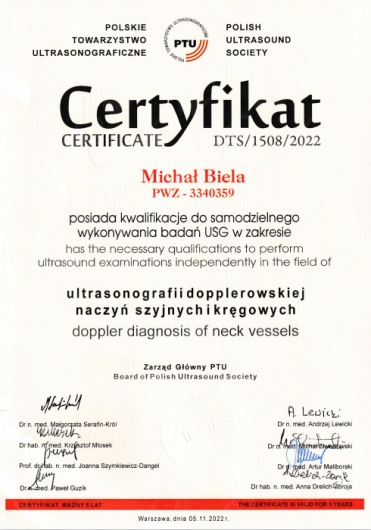 POLSKIE
TOWARZYSTWO
ULTRASONOGRAFICZNE
PTU
POLISH
ULTRASOUND
SOCIETY
Certyfikat
CERTIFICATE
DTS/1508/2022
Michał Biela
PWZ - 3340359
posiada kwalifikacje do samodzielnego
wykonywania badań USG w zakresie
has the necessary qualifications to perform
ultrasound examinations independently in the field of
ultrasonografii dopplerowskiej
naczyń szyjnych i kręgowych
doppler diagnosis of neck vessels
Zarząd Główny PTU
Board of Polish Ultrasound Society
A. Lewicki
Dr n. med. Małgorzata Serafin-Król
Dr n. med. Andrzej Lewicki
Dr hab. n. med. Krzysztof Mlosek
Dr n. med. Michał
Prof. dr hab. n. med. Joanna Szymkiewicz-Dangel
Dr n. med. Artur Maliborski
Dr n. med. Paweł Guzik
Dr hab. n. med. Anna Drelich-Zbroja
CERTYFIKAT WAŻNY 5 LAT
THE CERTIFICATE IS VALID FOR 5 YEARS
Warszawa, dnia 05.11.2022 r.